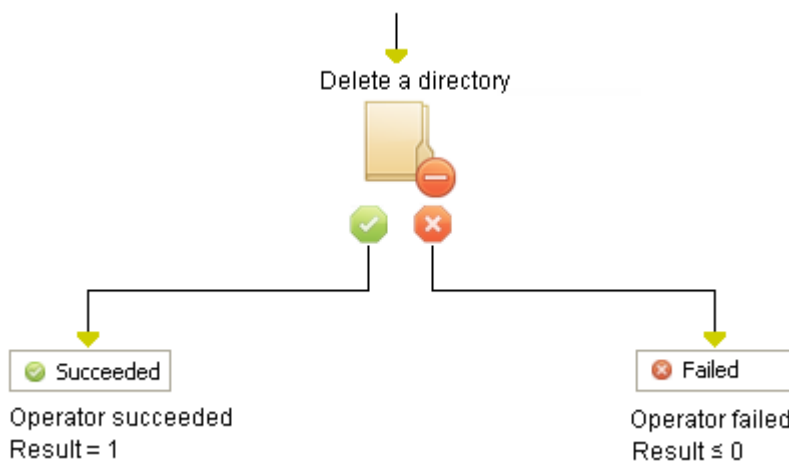 Delete a directory
Succeeded
Operator succeeded
Result = 1
Failed
Operator failed
Result ≤ 0